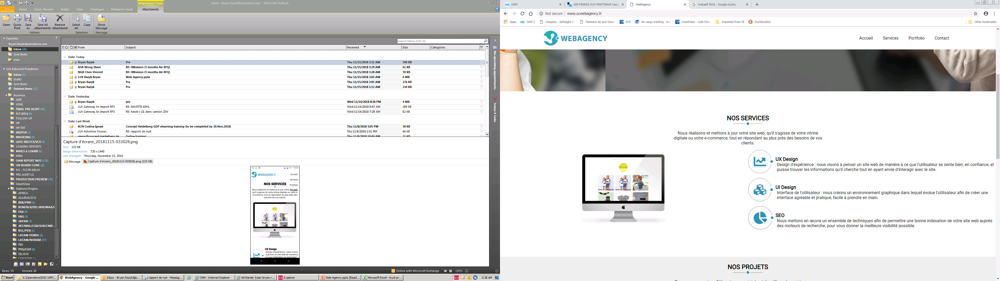 Attachment Tools
Inbox - Bryan.Razyk@panalpina.com - Microsoft Outlook
File
Home
Send / Receive
Folder
View
Developer
Enterprise Vault
Attachments
Open
Quick Print
Save As
Save All Attachments
Remove Attachment
Select All
Copy
Show Message
Actions
Selection
Message
Favorites
Bryan.Razyk@panalpina.com
Inbox (26)
Sent Items
scan
LUX Inbound Preadvices
Inbox (3)
Drafts
Sent Items
Deleted Items (22)
Business
ADR
ASML
FINAL PRE ALERT (40)
FLT DTLS (8)
FOLLOW UP
HP
HP TNT
INDITEX (2)
INVOICING (4)
LISTE SID/TCS/VCS (4)
LOADING REPORTS
MAILS à LUXAIR (6)
MRN
OAM REPORT W/O (128)
ON BOARD CONF. (6)
P/S - FLT/TR DELAY
PRE-ALERT LG
PRODUCTION PREVIEW (76)
SmartView
Stations/Origins
AFRICA
ALA/BAK/SCO
BKK/PNH (1)
BOM/BLR/DEL/KHI/MAA/
FRA (4)
HKG (1)
JAPAN (2)
JKT/MNL/CGK/SUB/CMB
KUL/PEN (1)
LATAM PERISH (5)
LATAM/NORAM (37)
PEK
PVG/CGO (6)
SEL/ICN
Items: 35
Unread: 26
Search Inbox (Ctrl+E)
From Subject Received Size Categories
Date: Today
Bryan Razyk Prv Thu 11/15/2018 3:31 AM 249 KB
SHA Wong Steve RE: HIKvision (5 months Air RFQ) Thu 11/15/2018 3:29 AM 61 KB
NGB Chen Vincent RE: HIKvision (5 months Air RFQ) Thu 11/15/2018 3:28 AM 59 KB
LUX Razyk Bryan Web Agency.pptx Thu 11/15/2018 3:05 AM 6 MB
Bryan Razyk Prv Thu 11/15/2018 3:05 AM 276 KB
Bryan Razyk Prv Thu 11/15/2018 1:12 AM 234 KB
Date: Yesterday
Bryan Razyk prv Wed 11/14/2018 8:36 PM 4 MB
LUX Gateway Air Import RFS RE: NAVETTE KEHL Wed 11/14/2018 9:47 AM 289 KB
LUX Gateway Air Import RFS RE: hawb's LIL dans camion ZIW Wed 11/14/2018 7:29 AM 82 KB
Date: Last Week
BCN Codina Ignasi Concept Heidelberg GDP elearning training (to be completed by 30.Nov.2018) Thu 11/8/2018 3:05 PM 58 KB
LUX Akhchine Younes RE: rapport de nuit Thu 11/8/2018 1:51 PM 46 KB
Online training Thu 11/8/2018 10:44 AM 21 KB
Capture d'écrans_20181115-033026.png
Size: 223 KB
Image dimensions: 720 x 1440
Last changed: Thursday, November 15, 2018
Message Capture d'écrans_20181115-033026.png (223 KB)
03:30
WEBAGENCY
Accueil
Services
Portfolio
NOS SERVICES
Nous réalisons et mettons à jour votre site web,
qu'il s'agisse de votre vitrine digitale ou votre e-
commerce, tout en répondant au plus près des
besoins de vos clients.
UX Design
Design d'expérience : nous visons
à penser un site web de manière à
ce que l'utilisateur se sente bien,
No upcoming appointments.
Today: 0 Tasks
Online with Microsoft Exchange
100%
Start
S:\Operations\DGD UNFI...
WebAgency - Google ...
Inbox - Bryan.Razyk@p...
rapport de nuit - Messag...
OAM - Internet Explorer
AirWarder (User bryan.r...
d.xplorer
Web Agency.pptx [Read...
Microsoft Excel - truck pr...
3:38 AM
OAM
AIR FRANCE KLM MARTINAIR Carg
WebAgency
indicatif 0016 - Google-Suche
Not secure | www.ocwebagency.fr
Apps
OAM 2
Cargolux - Airfreight Se
Pantrace Air and Ocean
XCP
Air cargo tracking - tra
SmartView - Cold Chai
Imported From IE
DuckDuckGo
Other bookmarks
WEBAGENCY
Accueil
Services
Portfolio
Contact
NOS SERVICES
Nous réalisons et mettons à jour votre site web, qu'il s'agisse de votre vitrine
digitale ou votre e-commerce, tout en répondant au plus près des besoins de vos
clients.
UX Design
Design d'expérience : nous visons à penser un site web de manière à ce que l'utilisateur se sente bien, en confiance, et
puisse trouver les informations qu'il cherche tout en ayant envie d'interagir avec le site.
UI Design
Interface de l'utilisateur : nous créons un environnement graphique dans lequel évolue l'utilisateur afin de créer une
interface agréable et pratique, facile à prendre en main.
SEO
Nous mettons en œuvre un ensemble de techniques afin de permettre une bonne indexation de votre site web auprès
des moteurs de recherche, pour vous donner la meilleure visibilité possible.
NOS PROJETS